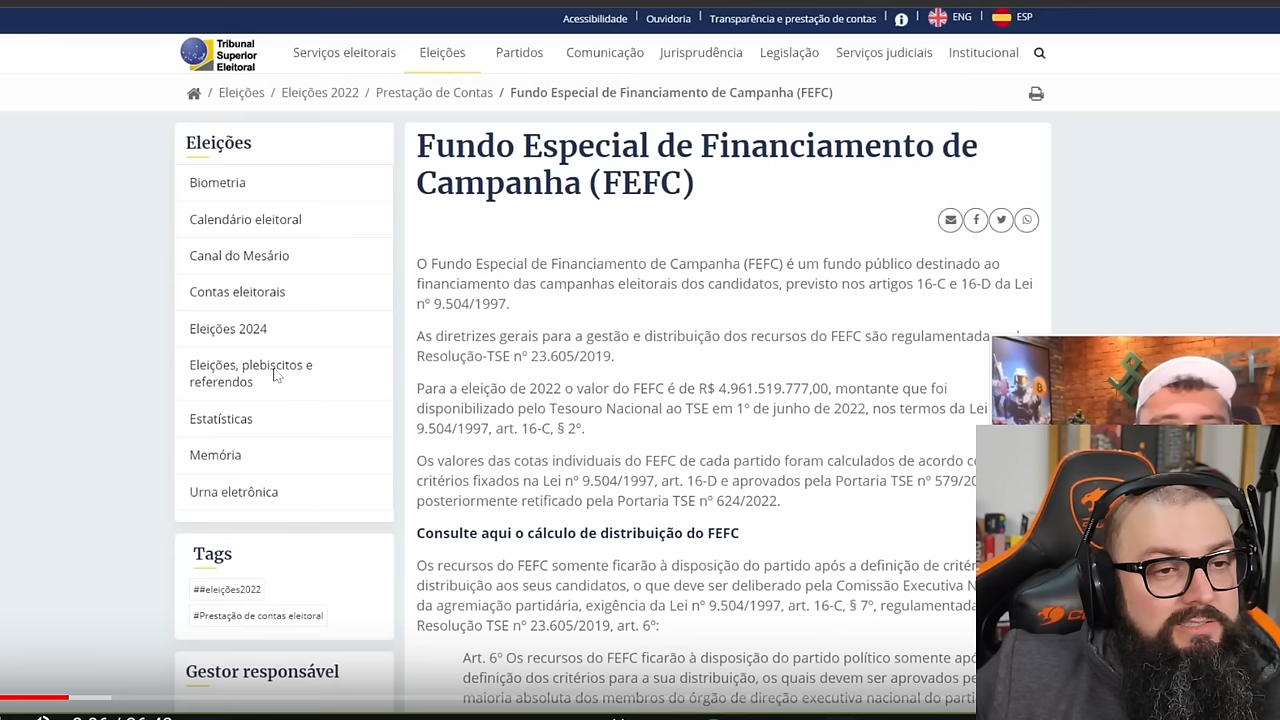 Acessibilidade
Ouvidoria
Transparência e prestação de contas
ENG
ESP
Tribunal
Superior
Eleitoral
Serviços eleitorais
Eleições
Partidos
Comunicação
Jurisprudência
Legislação
Serviços judiciais
Institucional
/ Eleições / Eleições 2022 / Prestação de Contas / Fundo Especial de Financiamento de Campanha (FEFC)
Eleições
Biometria
Calendário eleitoral
Canal do Mesário
Contas eleitorais
Eleições 2024
Eleições, plebiscitos e
referendos
Estatísticas
Memória
Urna eletrônica
Tags
##eleições2022
#Prestação de contas eleitoral
Gestor responsável
Fundo Especial de Financiamento de
Campanha (FEFC)
O Fundo Especial de Financiamento de Campanha (FEFC) é um fundo público destinado ao
financiamento das campanhas eleitorais dos candidatos, previsto nos artigos 16-C e 16-D da Lei
nº 9.504/1997.
As diretrizes gerais para a gestão e distribuição dos recursos do FEFC são regulamentada
Resolução-TSE nº 23.605/2019.
Para a eleição de 2022 o valor do FEFC é de R$ 4.961.519.777,00, montante que foi
disponibilizado pelo Tesouro Nacional ao TSE em 1º de junho de 2022, nos termos da Lei
9.504/1997, art. 16-C, § 2º.
Os valores das cotas individuais do FEFC de cada partido foram calculados de acordo c
critérios fixados na Lei nº 9.504/1997, art. 16-D e aprovados pela Portaria TSE nº 579/20
posteriormente retificado pela Portaria TSE nº 624/2022.
Consulte aqui o cálculo de distribuição do FEFC
Os recursos do FEFC somente ficarão à disposição do partido após a definição de crité
distribuição aos seus candidatos, o que deve ser deliberado pela Comissão Executiva N
da agremiação partidária, exigência da Lei nº 9.504/1997, art. 16-C, § 7º, regulamentada
Resolução TSE nº 23.605/2019, art. 6º:
Art. 6º Os recursos do FEFC ficarão à disposição do partido político somente apó
definição dos critérios para a sua distribuição, os quais devem ser aprovados pe
maioria absoluta dos membros do órgão de direção executiva nacional do parti